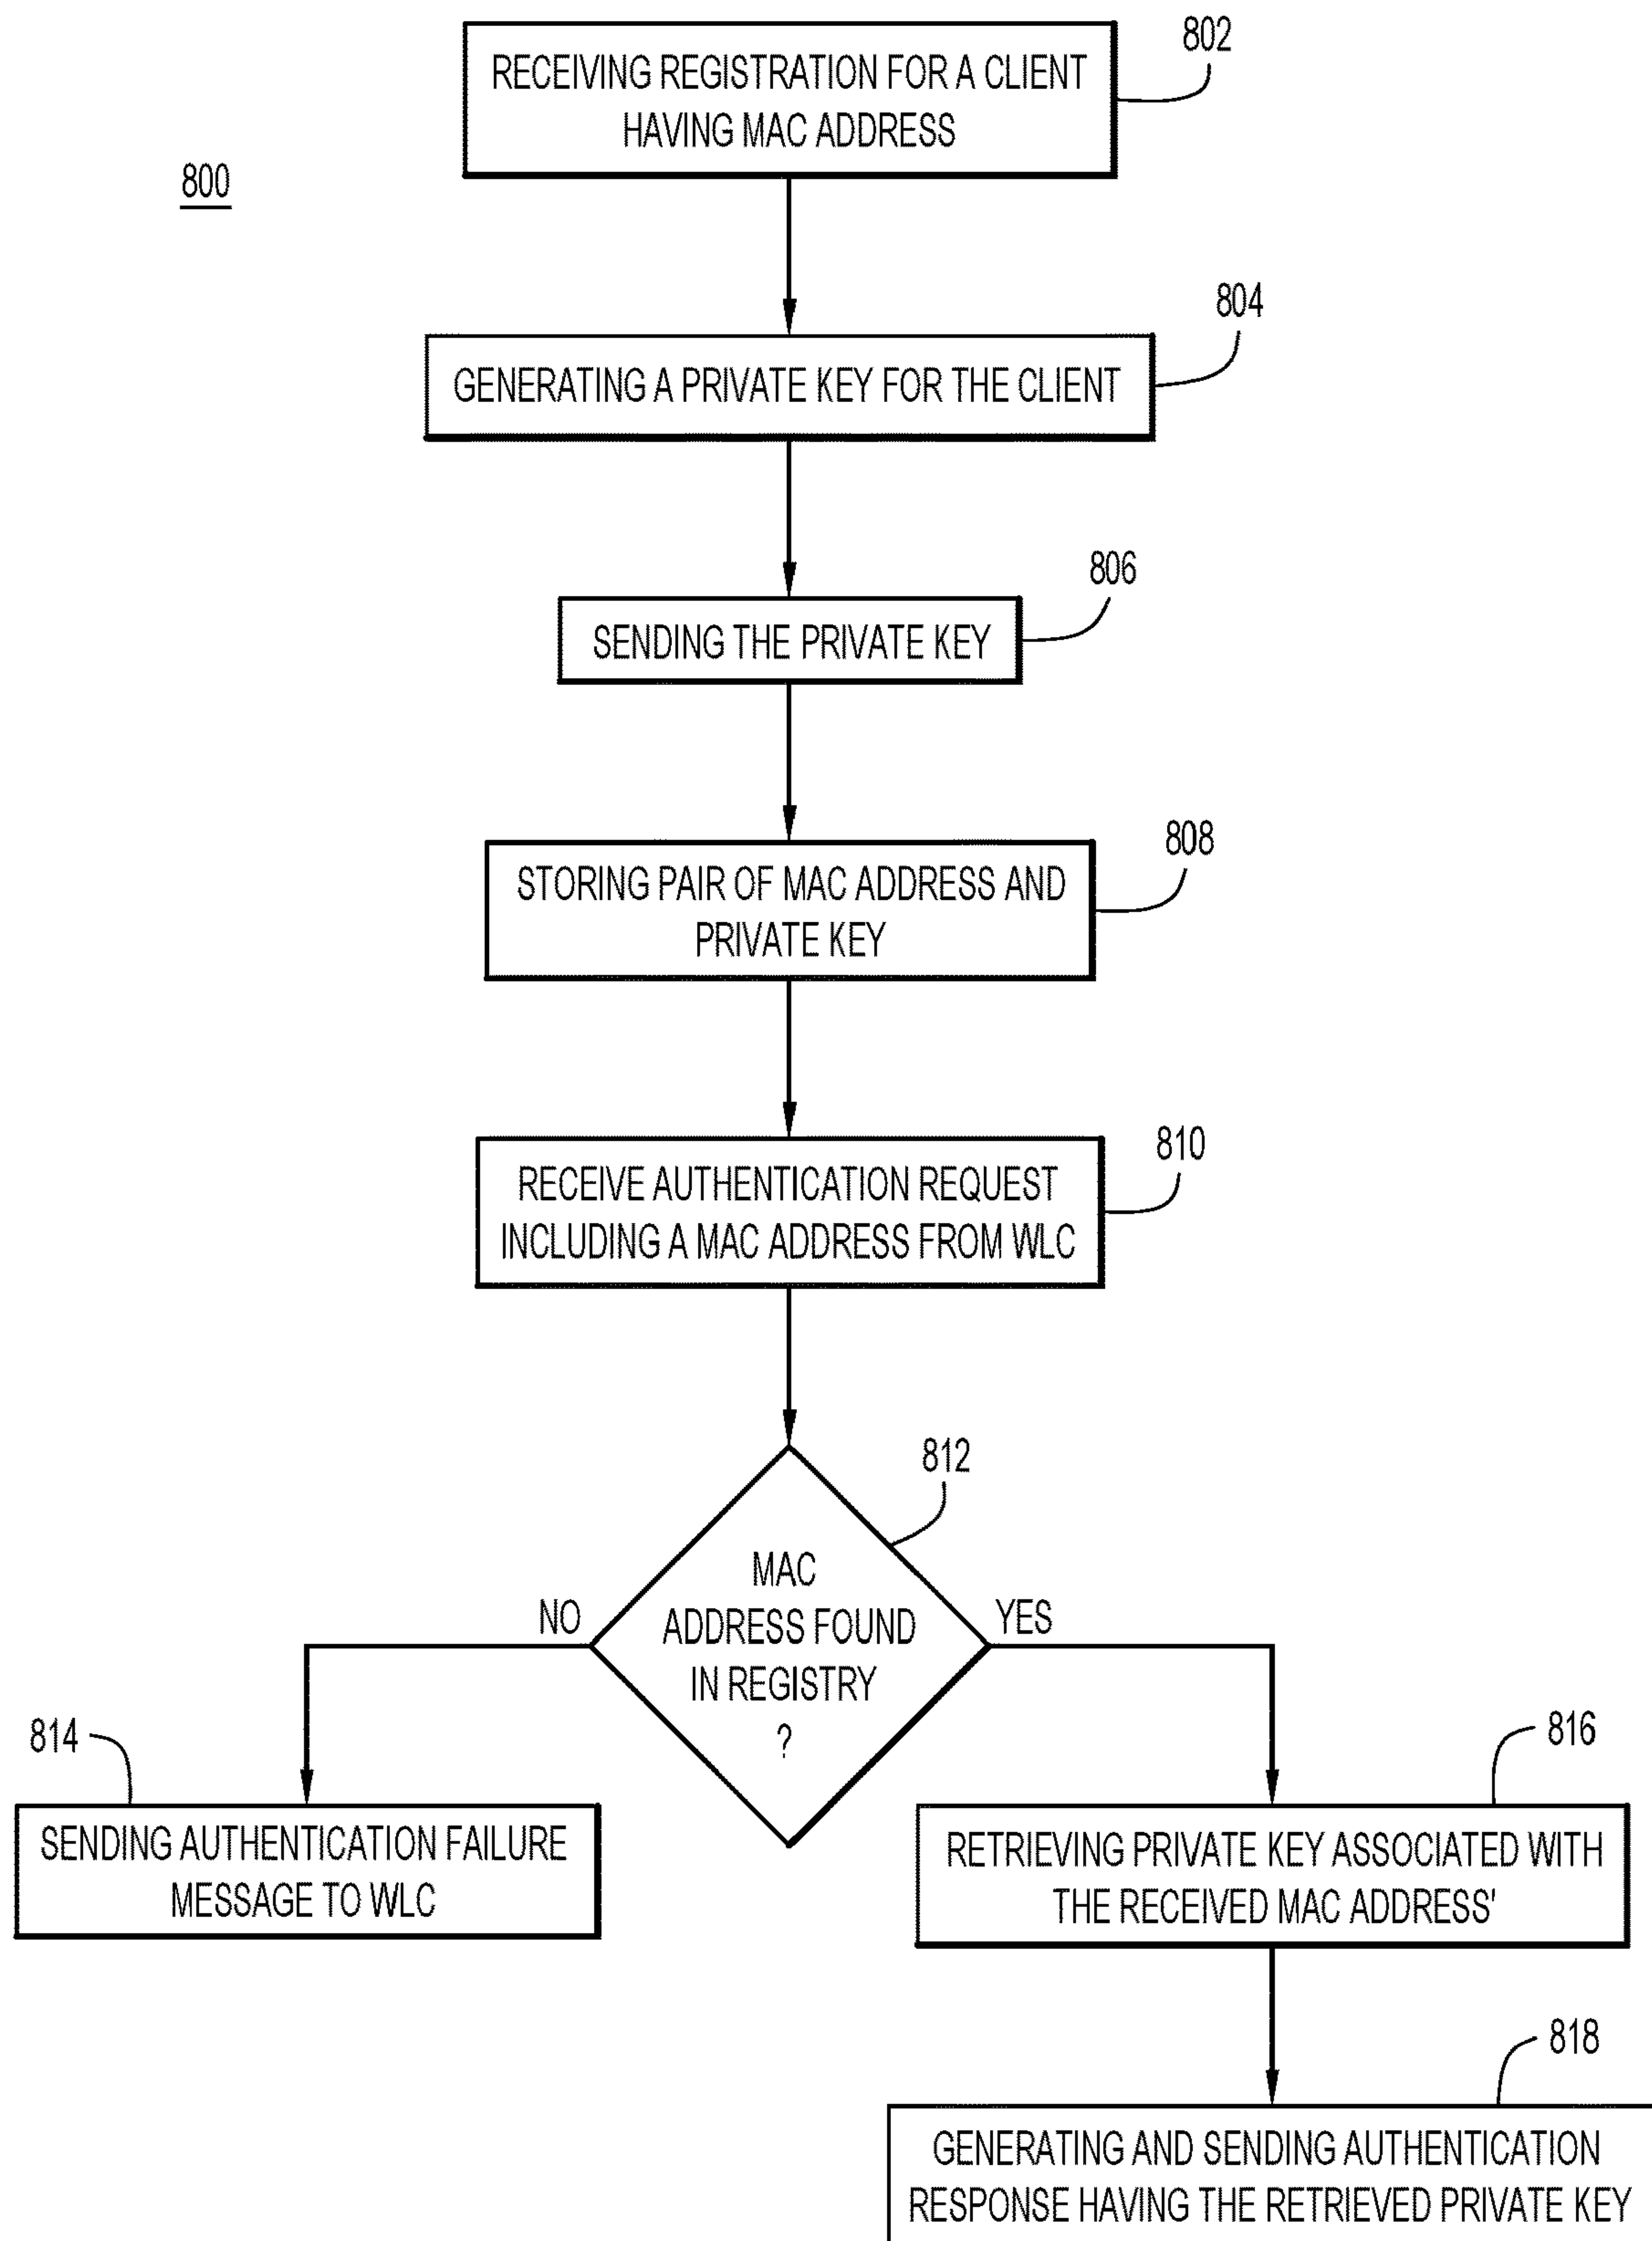 802
RECEIVING REGISTRATION FOR A CLIENT
HAVING MAC ADDRESS
800
804
GENERATING A PRIVATE KEY FOR THE CLIENT
806
SENDING THE PRIVATE KEY
808
STORING PAIR OF MAC ADDRESS AND
PRIVATE KEY
810
RECEIVE AUTHENTICATION REQUEST
INCLUDING A MAC ADDRESS FROM WLC
812
MAC
ADDRESS FOUND
IN REGISTRY
?
NO
YES
814
SENDING AUTHENTICATION FAILURE
MESSAGE TO WLC
816
RETRIEVING PRIVATE KEY ASSOCIATED WITH
THE RECEIVED MAC ADDRESS'
818
GENERATING AND SENDING AUTHENTICATION
RESPONSE HAVING THE RETRIEVED PRIVATE KEY